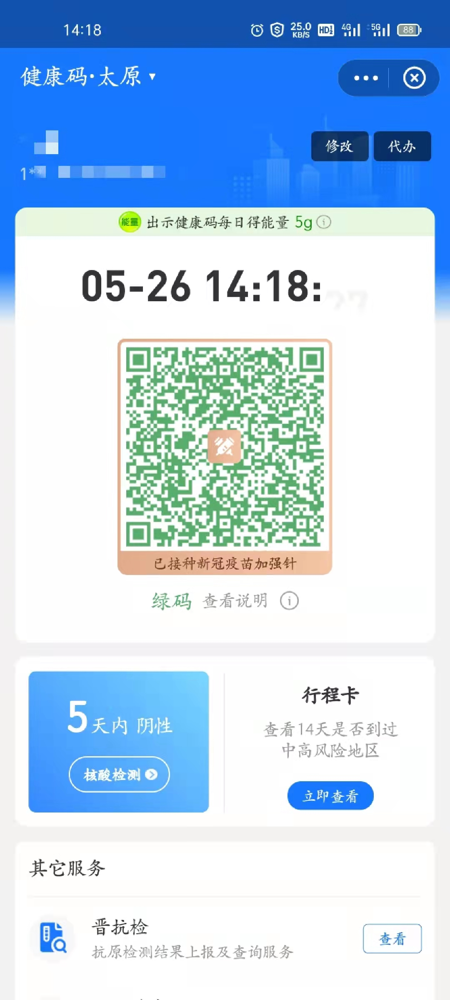 14:18 25.0 KB/S HD 1 2 4G 5G 88
健康码·太原
修改 代办
1**
能量 出示健康码每日得能量 5g
05-26 14:18:
已接种新冠疫苗加强针
绿码 查看说明
5天内 阴性
核酸检测
行程卡
查看14天是否到过
中高风险地区
立即查看
其它服务
晋抗检
抗原检测结果上报及查询服务
查看